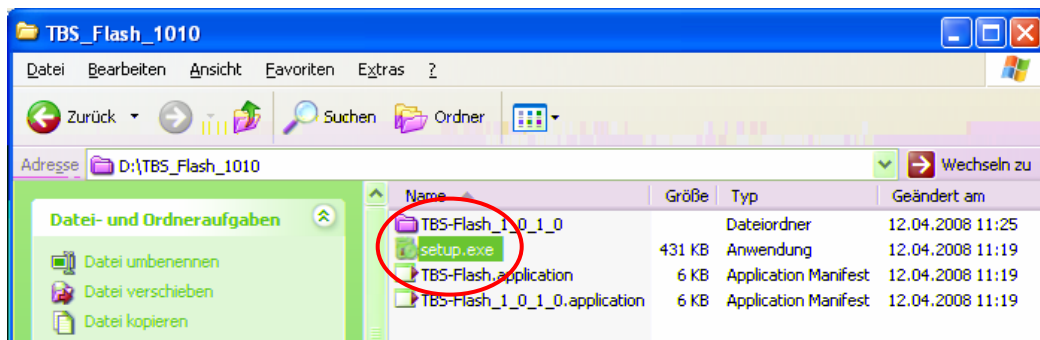 TBS_Flash_1010
Datei Bearbeiten Ansicht Favoriten Extras ?
Zurück Suchen Ordner
Adresse D:\TBS_Flash_1010 Wechseln zu
Name Größe Typ Geändert am
Datei- und Ordneraufgaben
TBS-Flash_1_0_1_0 Dateiordner 12.04.2008 11:25
setup.exe 431 KB Anwendung 12.04.2008 11:19
Datei umbenennen
TBS-Flash.application 6 KB Application Manifest 12.04.2008 11:19
Datei verschieben
TBS-Flash_1_0_1_0.application 6 KB Application Manifest 12.04.2008 11:19
Datei kopieren